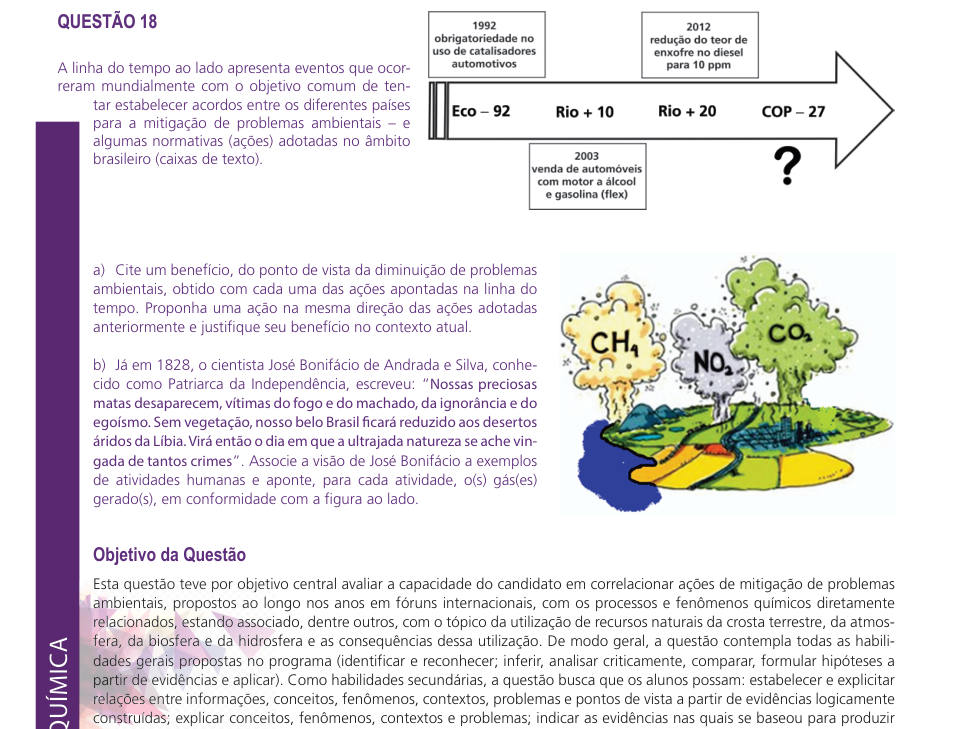 QUESTÃO 18
A linha do tempo ao lado apresenta eventos que ocor-
reram mundialmente com o objetivo comum de ten-
tar estabelecer acordos entre os diferentes países
para a mitigação de problemas ambientais – e
algumas normativas (ações) adotadas no âmbito
brasileiro (caixas de texto).
1992
obrigatoriedade no
uso de catalisadores
automotivos
2012
redução do teor de
enxofre no diesel
para 10 ppm
Eco – 92 Rio + 10 Rio + 20 COP – 27
2003
venda de automóveis
com motor a álcool
e gasolina (flex)
?
a) Cite um benefício, do ponto de vista da diminuição de problemas
ambientais, obtido com cada uma das ações apontadas na linha do
tempo. Proponha uma ação na mesma direção das ações adotadas
anteriormente e justifique seu benefício no contexto atual.
b) Já em 1828, o cientista José Bonifácio de Andrada e Silva, conhe-
cido como Patriarca da Independência, escreveu: “Nossas preciosas
matas desaparecem, vítimas do fogo e do machado, da ignorância e do
egoísmo. Sem vegetação, nosso belo Brasil ficará reduzido aos desertos
áridos da Líbia. Virá então o dia em que a ultrajada natureza se ache vin-
gada de tantos crimes”. Associe a visão de José Bonifácio a exemplos
de atividades humanas e aponte, para cada atividade, o(s) gás(es)
gerado(s), em conformidade com a figura ao lado.
CH4
NO2
CO2
Objetivo da Questão
Esta questão teve por objetivo central avaliar a capacidade do candidato em correlacionar ações de mitigação de problemas
ambientais, propostos ao longo nos anos em fóruns internacionais, com os processos e fenômenos químicos diretamente
relacionados, estando associado, dentre outros, com o tópico da utilização de recursos naturais da crosta terrestre, da atmos-
fera, da biosfera e da hidrosfera e as consequências dessa utilização. De modo geral, a questão contempla todas as habili-
dades gerais propostas no programa (identificar e reconhecer; inferir, analisar criticamente, comparar, formular hipóteses a
partir de evidências e aplicar). Como habilidades secundárias, a questão busca que os alunos possam: estabelecer e explicitar
relações entre informações, conceitos, fenômenos, contextos, problemas e pontos de vista a partir de evidências logicamente
construídas; explicar conceitos, fenômenos, contextos e problemas; indicar as evidências nas quais se baseou para produzir
QUÍMICA